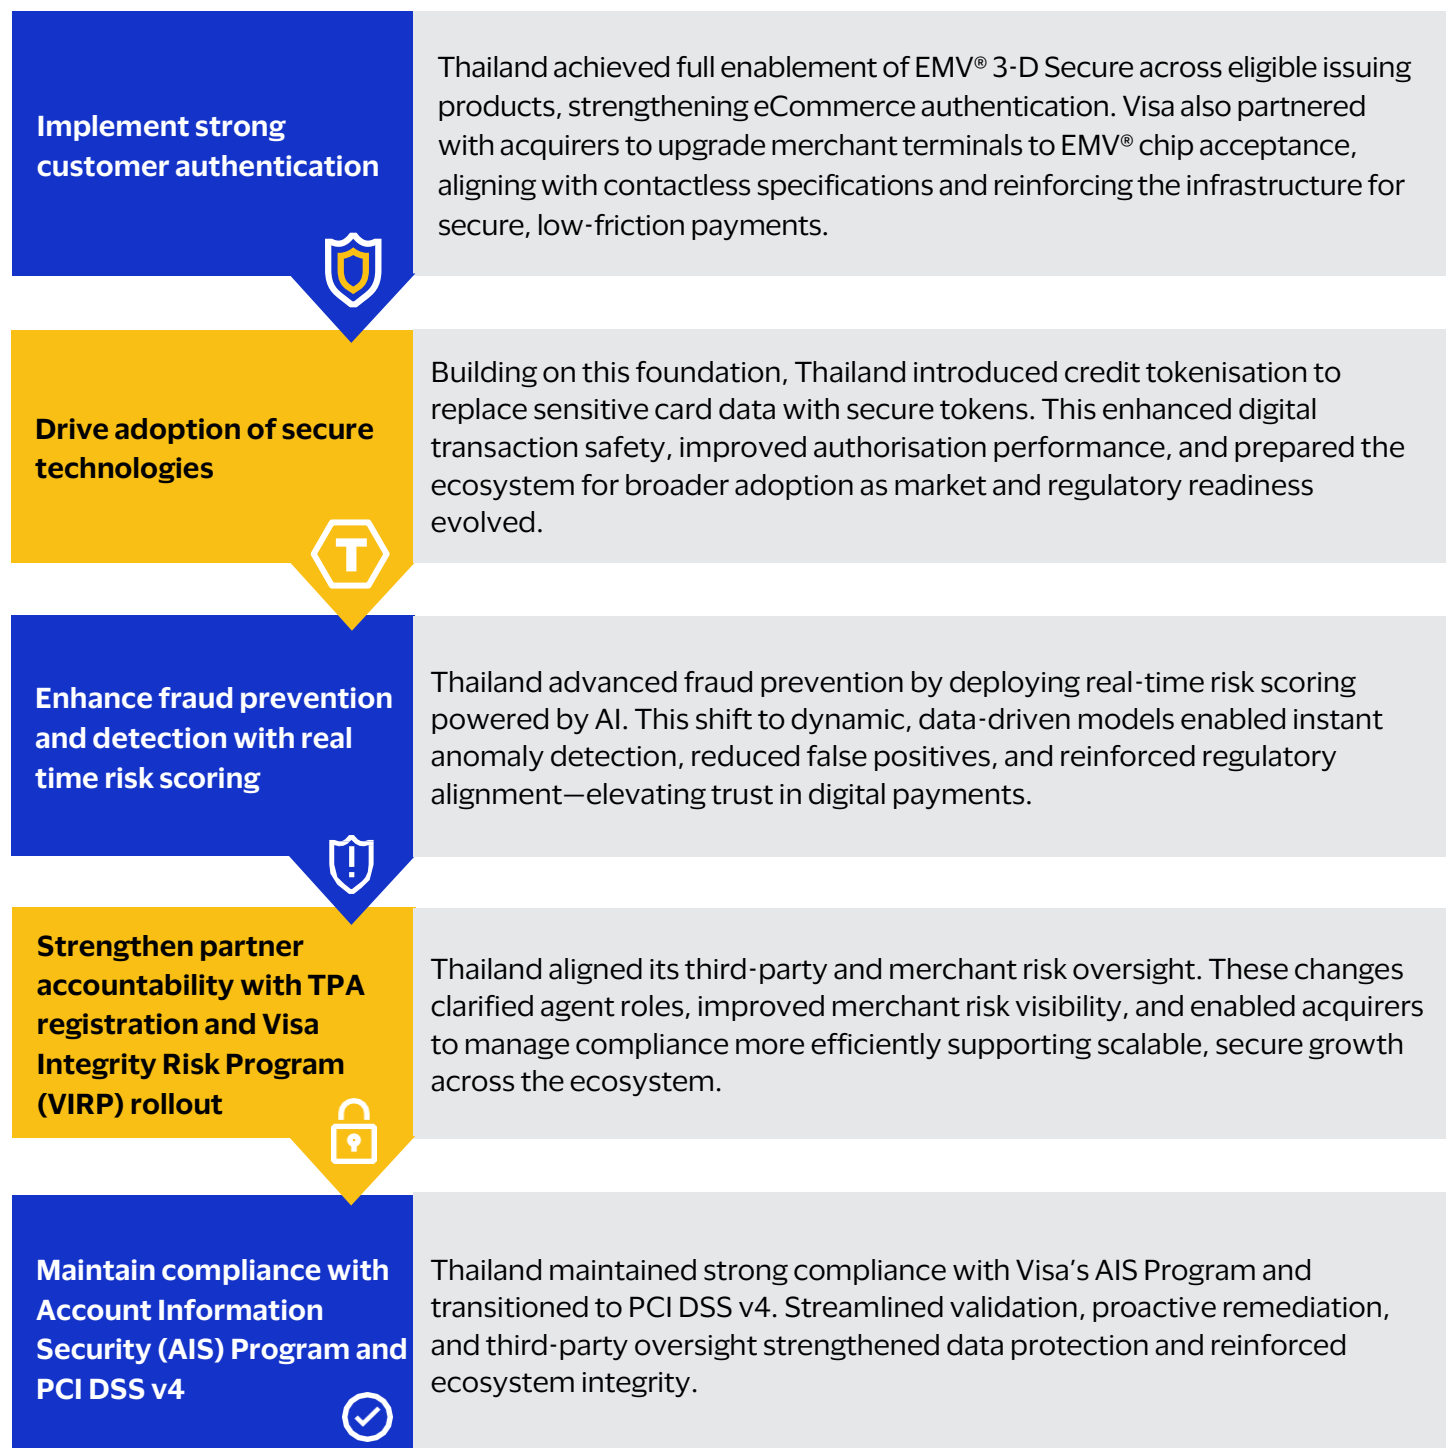 Implement strong
customer authentication
Thailand achieved full enablement of EMV® 3-D Secure across eligible issuing
products, strengthening eCommerce authentication. Visa also partnered
with acquirers to upgrade merchant terminals to EMV® chip acceptance,
aligning with contactless specifications and reinforcing the infrastructure for
secure, low-friction payments.
Drive adoption of secure
technologies
T
Building on this foundation, Thailand introduced credit tokenisation to
replace sensitive card data with secure tokens. This enhanced digital
transaction safety, improved authorisation performance, and prepared the
ecosystem for broader adoption as market and regulatory readiness
evolved.
Enhance fraud prevention
and detection with real
time risk scoring
Thailand advanced fraud prevention by deploying real-time risk scoring
powered by AI. This shift to dynamic, data-driven models enabled instant
anomaly detection, reduced false positives, and reinforced regulatory
alignment—elevating trust in digital payments.
Strengthen partner
accountability with TPA
registration and Visa
Integrity Risk Program
(VIRP) rollout
Thailand aligned its third-party and merchant risk oversight. These changes
clarified agent roles, improved merchant risk visibility, and enabled acquirers
to manage compliance more efficiently supporting scalable, secure growth
across the ecosystem.
Maintain compliance with
Account Information
Security (AIS) Program and
PCI DSS v4
Thailand maintained strong compliance with Visa’s AIS Program and
transitioned to PCI DSS v4. Streamlined validation, proactive remediation,
and third-party oversight strengthened data protection and reinforced
ecosystem integrity.